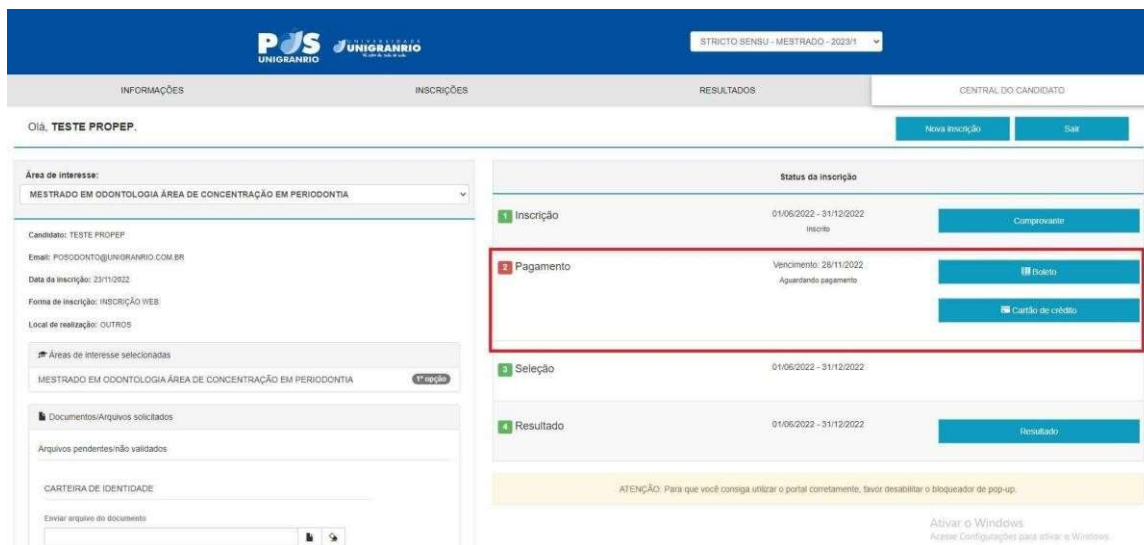 PÓS
UNIGRANRIO
UNIVERSIDADE
UNIGRANRIO
STRICTO SENSU - MESTRADO - 2023/1
INFORMAÇÕES
INSCRIÇÕES
RESULTADOS
CENTRAL DO CANDIDATO
Olá, TESTE PROPEP.
Nova inscrição
Sair
Área de interesse:
MESTRADO EM ODONTOLOGIA ÁREA DE CONCENTRAÇÃO EM PERIODONTIA
Candidato: TESTE PROPEP
Email: POSODONTO@UNIGRANRIO.COM.BR
Data da inscrição: 23/11/2022
Forma de inscrição: INSCRIÇÃO WEB
Local de realização: OUTROS
Áreas de interesse selecionadas
MESTRADO EM ODONTOLOGIA ÁREA DE CONCENTRAÇÃO EM PERIODONTIA 1ª opção
Documentos/Arquivos solicitados
Arquivos pendentes/não validados
CARTEIRA DE IDENTIDADE
Enviar arquivo do documento
Status da inscrição
1 Inscrição
01/06/2022 - 31/12/2022
Inscrito
Comprovante
2 Pagamento
Vencimento: 28/11/2022
Aguardando pagamento
Boleto
Cartão de crédito
3 Seleção
01/06/2022 - 31/12/2022
4 Resultado
01/06/2022 - 31/12/2022
Resultado
ATENÇÃO: Para que você consiga utilizar o portal corretamente, favor desabilitar o bloqueador de pop-up.
Ativar o Windows
Acesse Configurações para ativar o Windows.